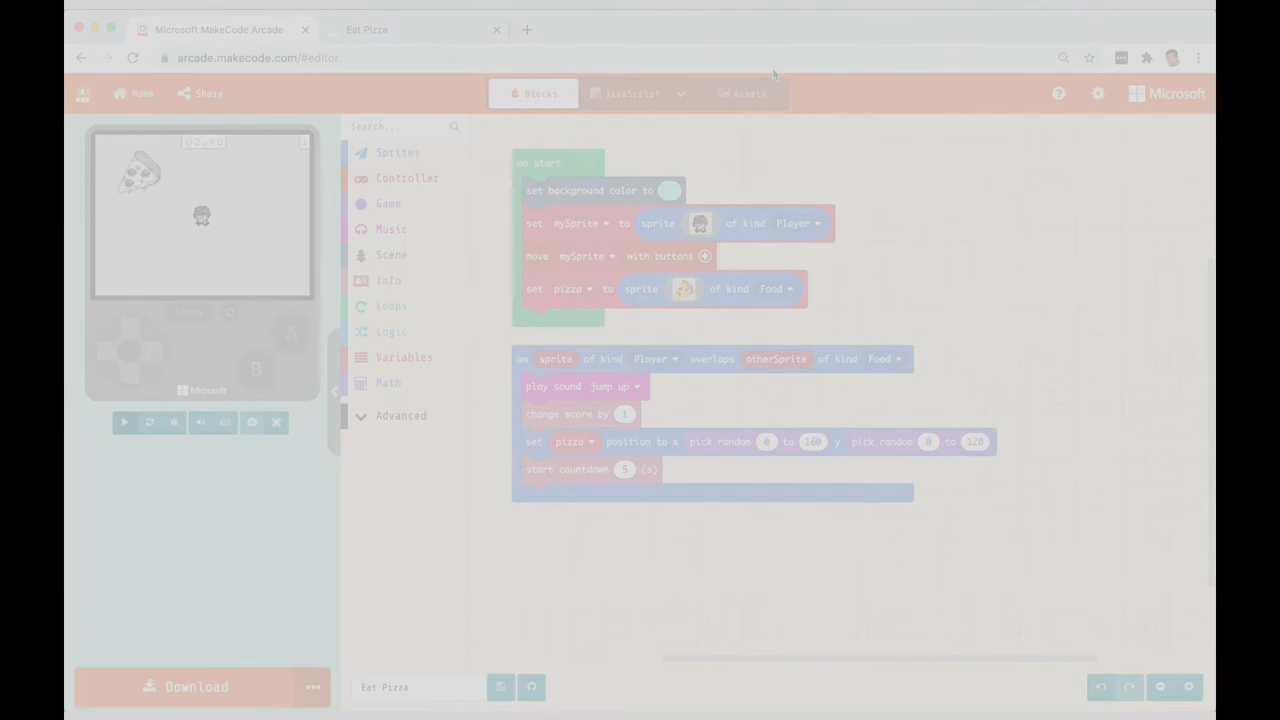 Microsoft MakeCode Arcade
Eat Pizza
arcade.makecode.com/#editor
Home
Share
Blocks
JavaScript
Assets
Microsoft
1
A
B
Microsoft
Download
Search...
Sprites
Controller
Game
Music
Scene
Info
Loops
Logic
Variables
Math
Advanced
on start
set background color to
set mySprite to sprite of kind Player
move mySprite with buttons
set pizza to sprite of kind Food
on sprite of kind Player overlaps otherSprite of kind Food
play sound jump up
change score by 1
set pizza position to x pick random 0 to 160 y pick random 0 to 120
start countdown 5 (s)
Eat Pizza